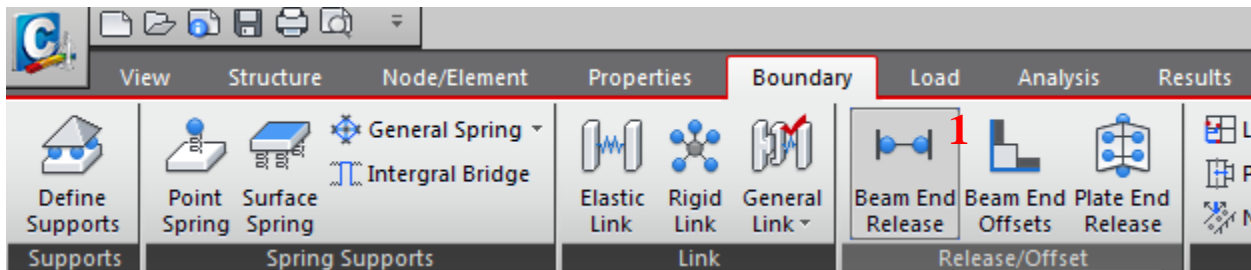 View Structure Node/Element Properties Boundary Load Analysis Results
General Spring
Intergral Bridge
1
Define Supports
Point Spring
Surface Spring
Elastic Link
Rigid Link
General Link
Beam End Release
Beam End Offsets
Plate End Release
L
P
N
Supports Spring Supports Link Release/Offset